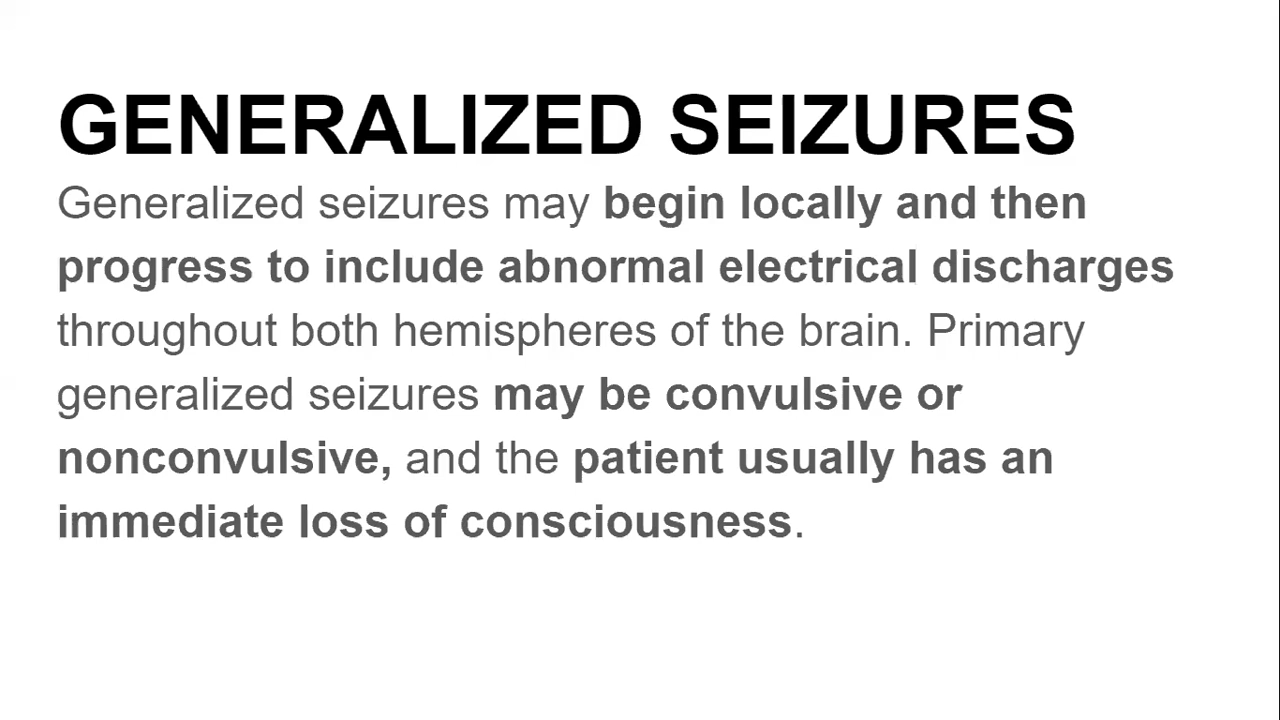 GENERALIZED SEIZURES
Generalized seizures may begin locally and then
progress to include abnormal electrical discharges
throughout both hemispheres of the brain. Primary
generalized seizures may be convulsive or
nonconvulsive, and the patient usually has an
immediate loss of consciousness.